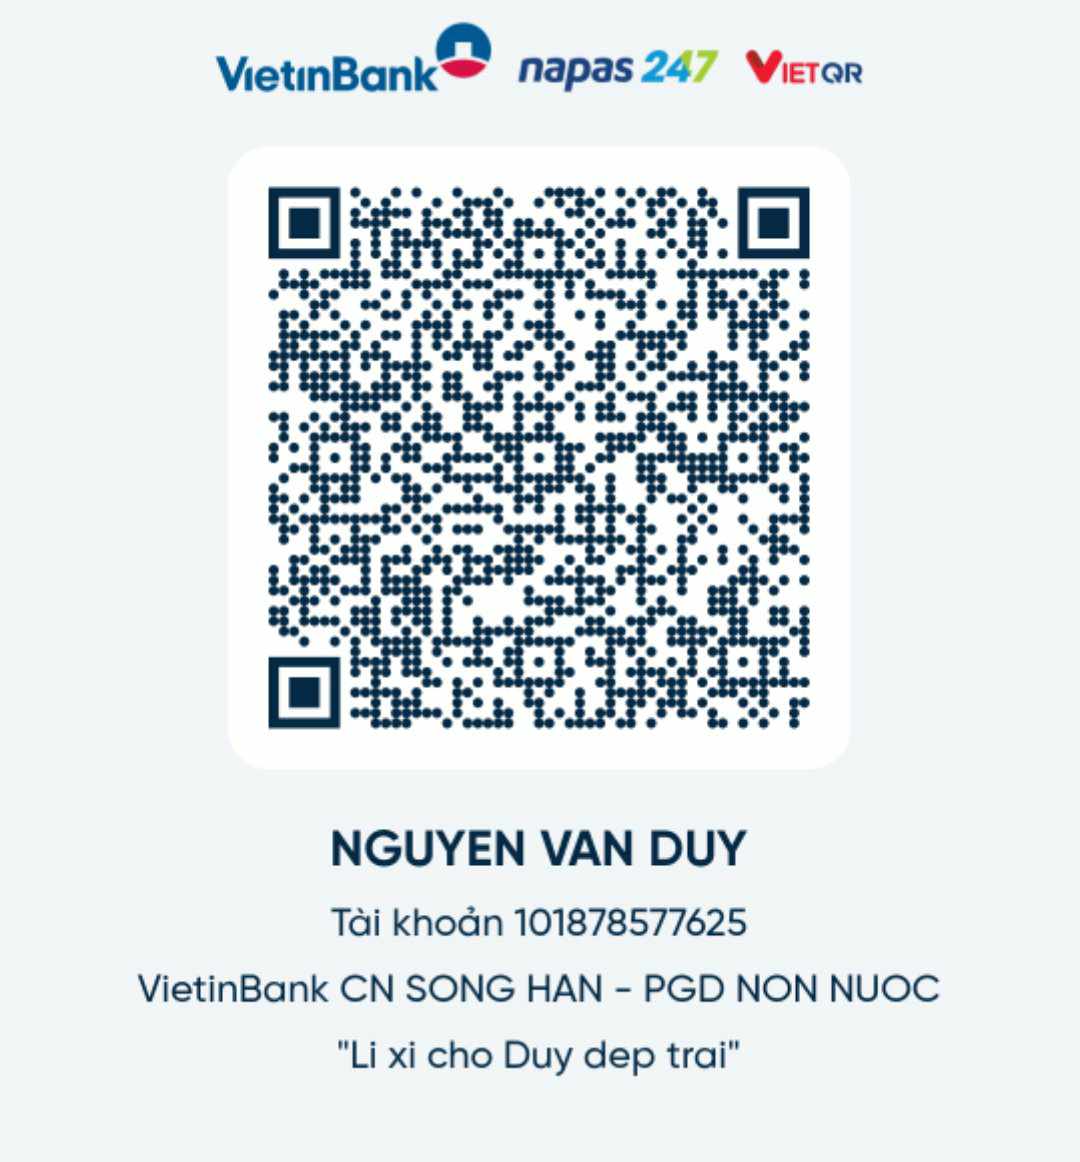 VietinBank napas 247 VIETQR
NGUYEN VAN DUY
Tài khoản 101878577625
VietinBank CN SONG HAN - PGD NON NUOC
"Li xi cho Duy dep trai"